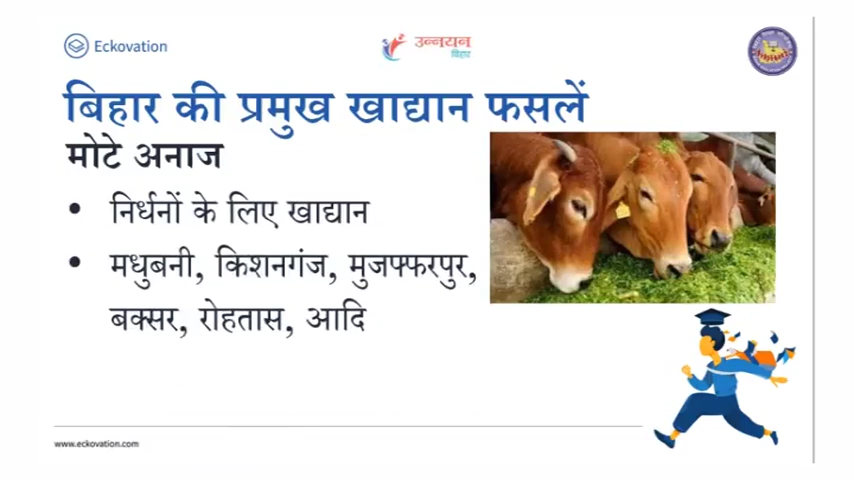 Eckovation
उन्नयन
बिहार
बिहार की प्रमुख खाद्यान फसलें
मोटे अनाज
• निर्धनों के लिए खाद्यान
• मधुबनी, किशनगंज, मुजफ्फरपुर,
बक्सर, रोहतास, आदि
www.eckovation.com